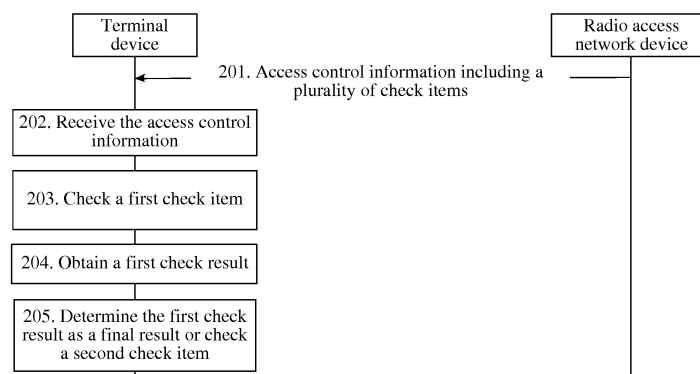 Terminal
device
Radio access
network device
201. Access control information including a
plurality of check items
202. Receive the access control
information
203. Check a first check item
204. Obtain a first check result
205. Determine the first check
result as a final result or check
a second check item